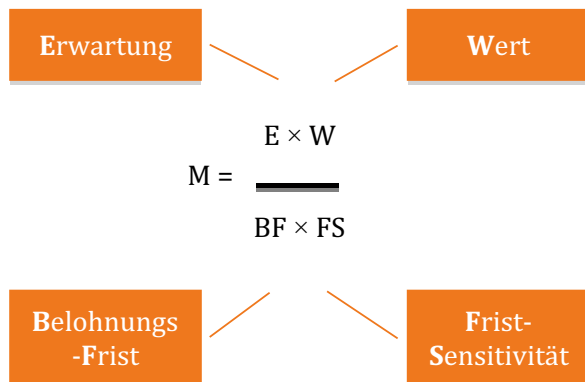 Erwartung
Wert
E × W
M =
BF × FS
Belohnungs
-Frist
Frist-
Sensitivität